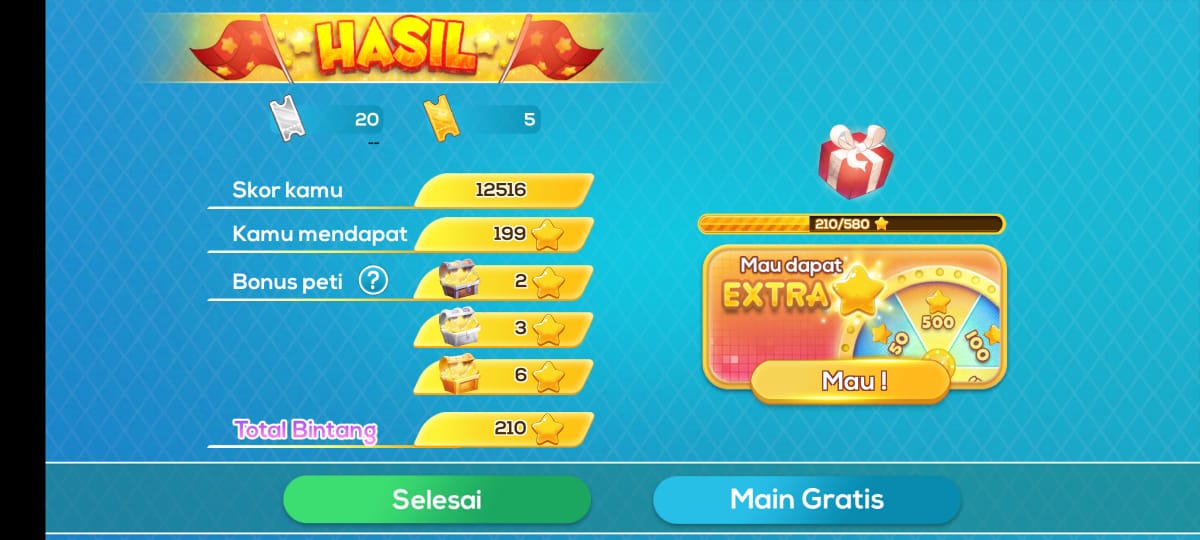 HASIL
20
5
--
Skor kamu
12516
Kamu mendapat
199
Bonus peti ?
2
3
6
Total Bintang
210
210/580
Mau dapat
EXTRA
50
500
100
Mau !
Selesai
Main Gratis